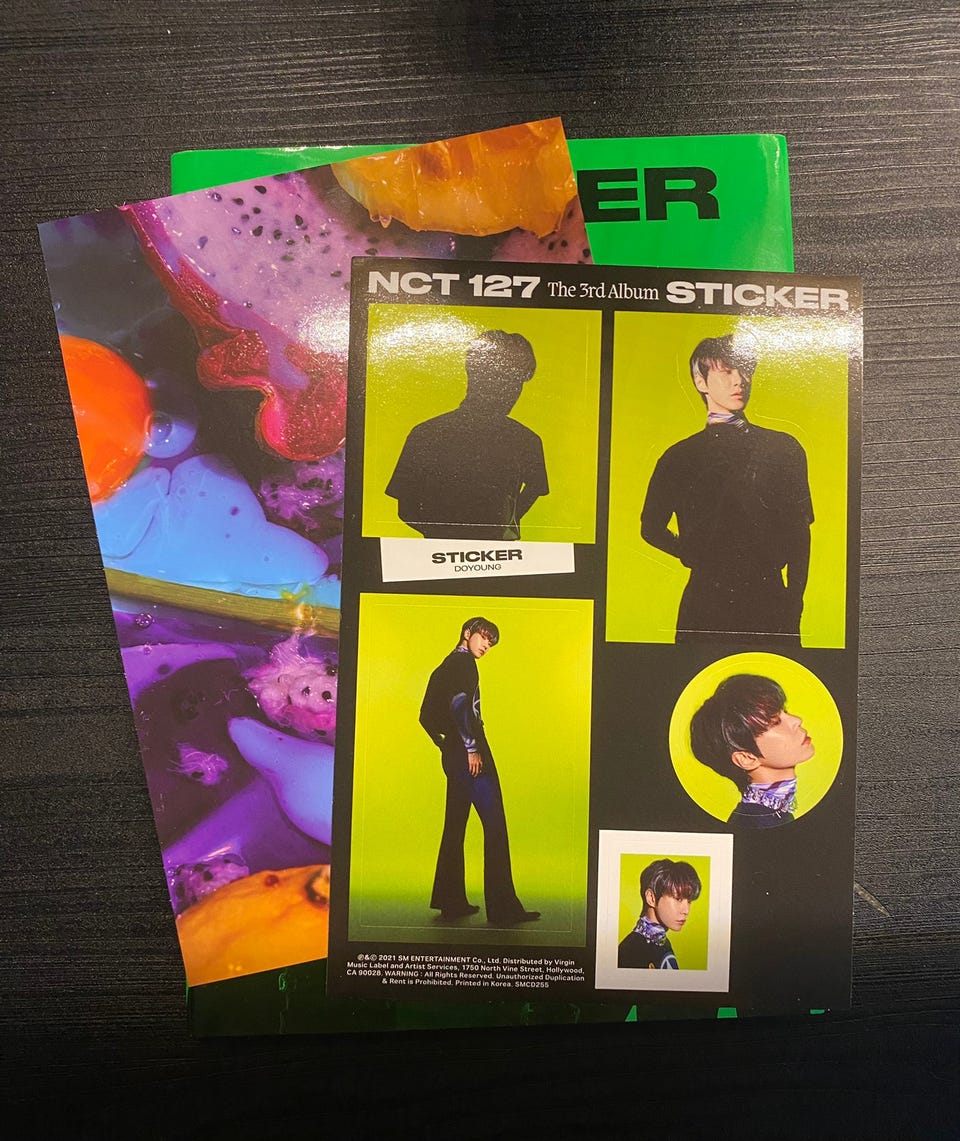 ER
NCT 127 The 3rd Album STICKER
STICKER
DOYOUNG
℗&© 2021 SM ENTERTAINMENT Co., Ltd. Distributed by Virgin
Music Label and Artist Services, 1750 North Vine Street, Hollywood,
CA 90028. WARNING : All Rights Reserved. Unauthorized Duplication
& Rent is Prohibited. Printed in Korea. SMCD255